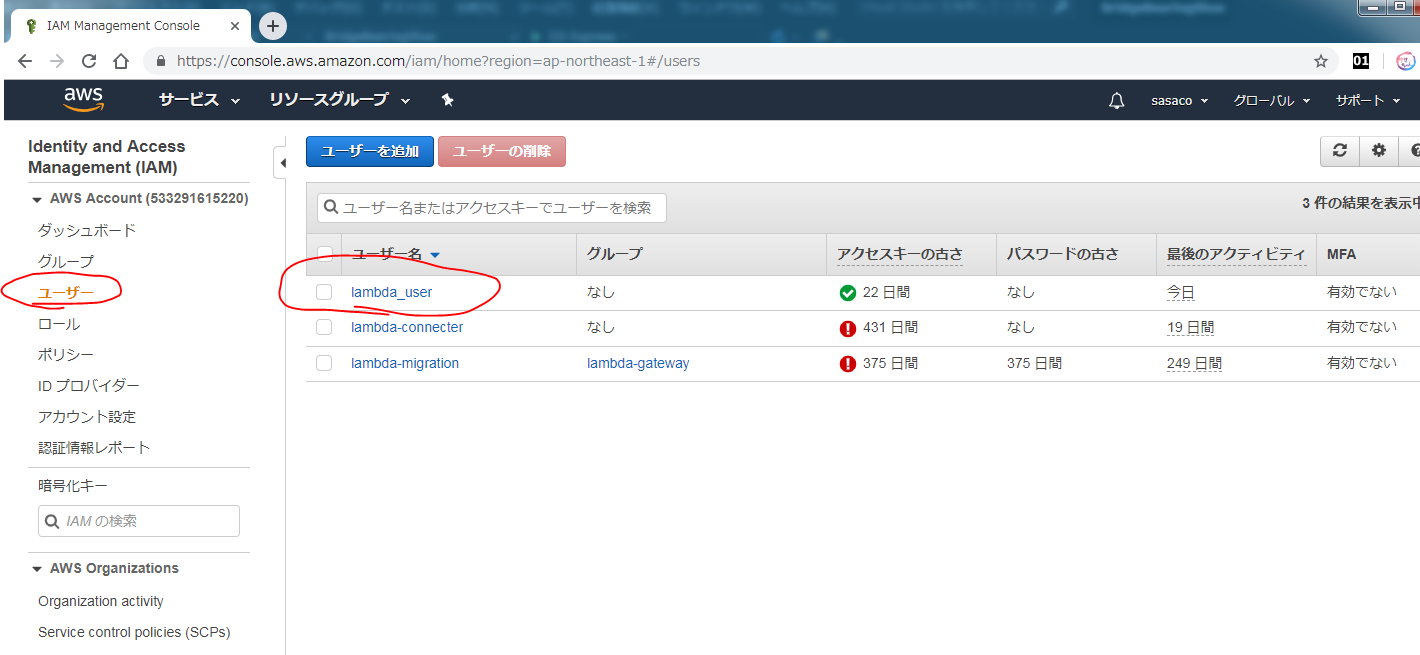 IAM Management Console
https://console.aws.amazon.com/iam/home?region=ap-northeast-1#/users
01
aws
サービス
リソースグループ
sasaco
グローバル
サポート
Identity and Access
Management (IAM)
AWS Account (533291615220)
ダッシュボード
グループ
ユーザー
ロール
ポリシー
ID プロバイダー
アカウント設定
認証情報レポート
暗号化キー
IAM の検索
AWS Organizations
Organization activity
Service control policies (SCPs)
ユーザーを追加 ユーザーの削除
ユーザー名またはアクセスキーでユーザーを検索
3 件の結果を表示中
ユーザー名 グループ アクセスキーの古さ パスワードの古さ 最後のアクティビティ MFA
lambda_user なし 22 日間 なし 今日 有効でない
lambda-connecter なし 431 日間 なし 19 日間 有効でない
lambda-migration lambda-gateway 375 日間 375 日間 249 日間 有効でない